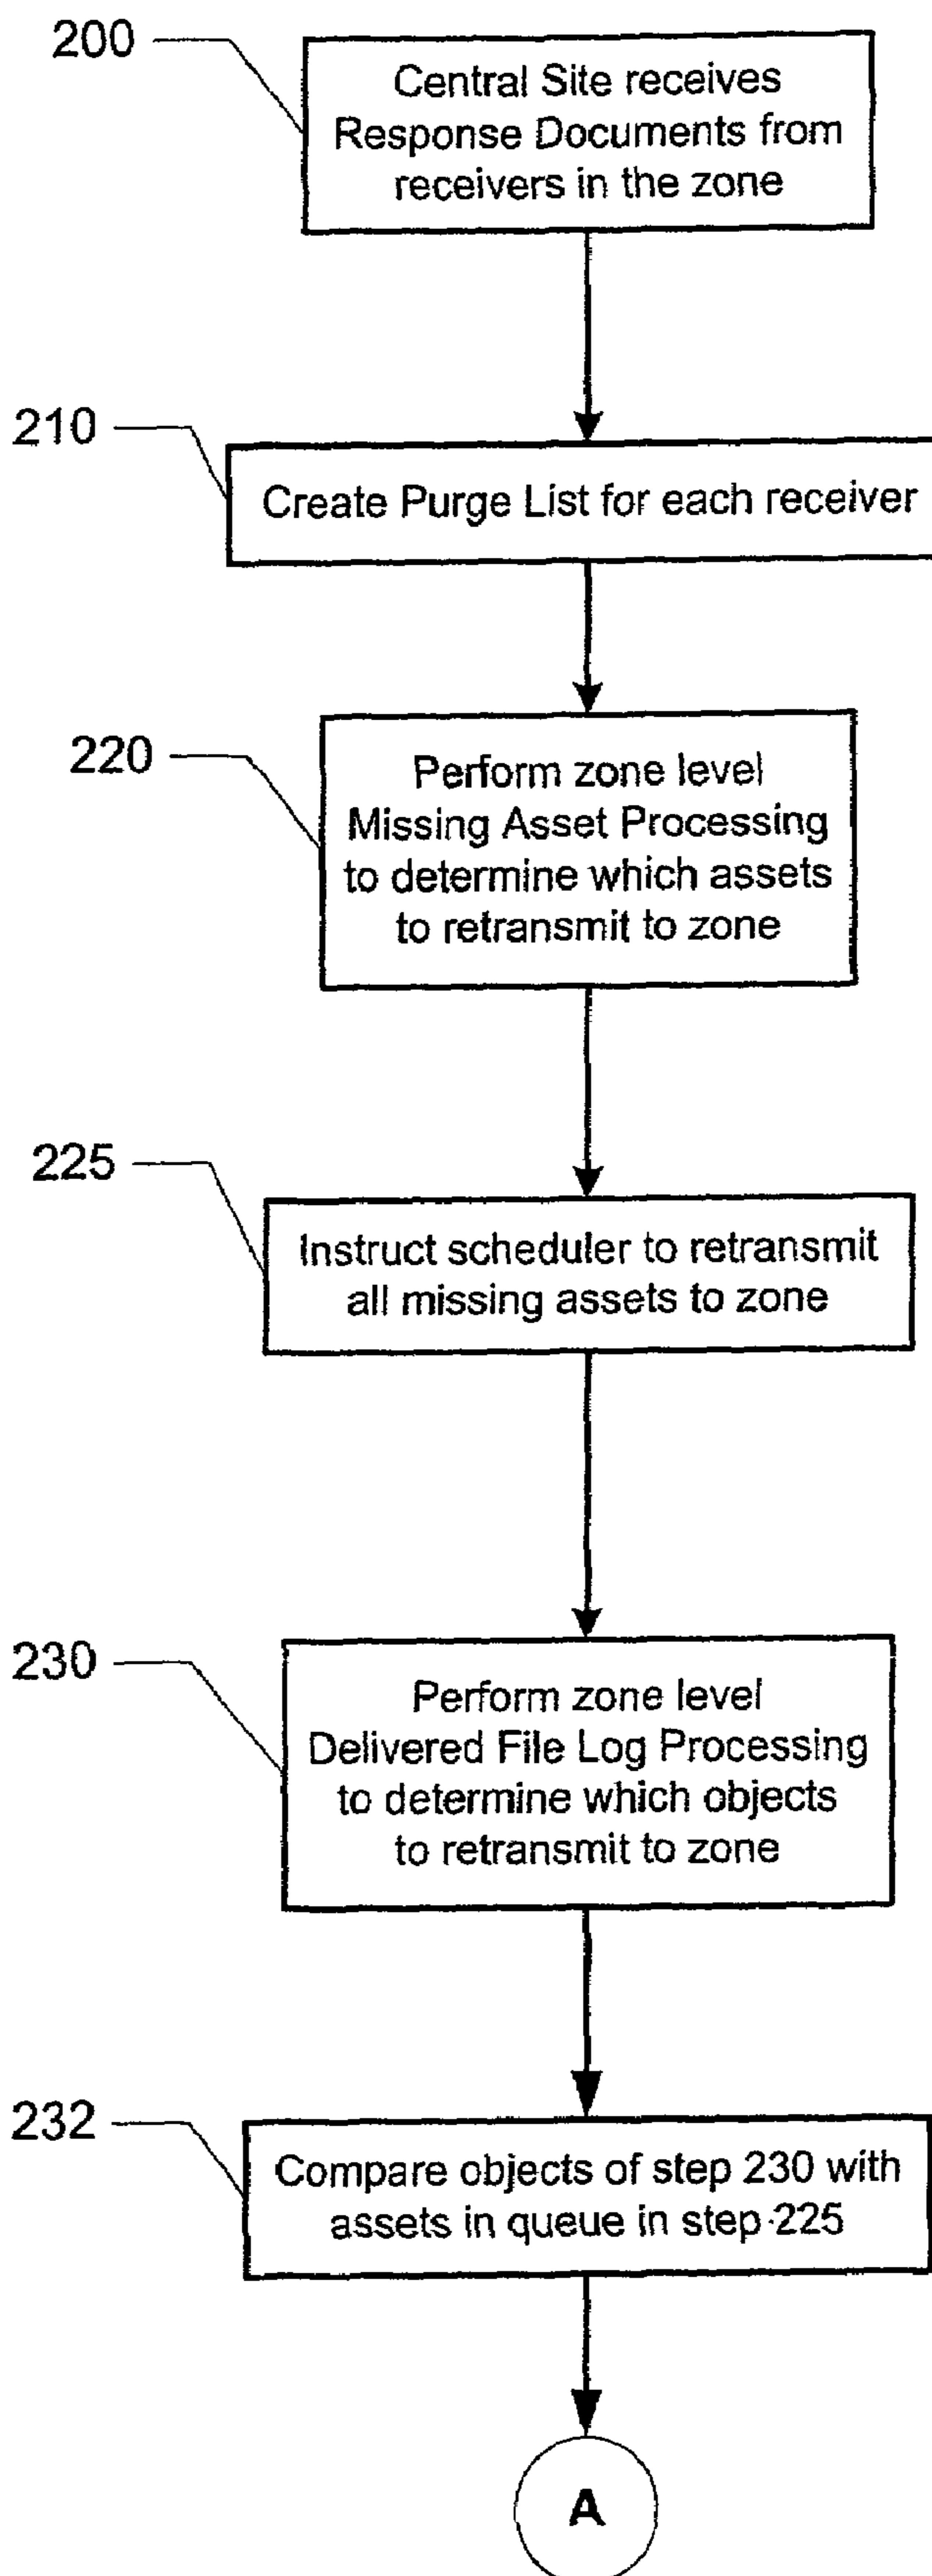 200
Central Site receives
Response Documents from
receivers in the zone
210
Create Purge List for each receiver
220
Perform zone level
Missing Asset Processing
to determine which assets
to retransmit to zone
225
Instruct scheduler to retransmit
all missing assets to zone
230
Perform zone level
Delivered File Log Processing
to determine which objects
to retransmit to zone
232
Compare objects of step 230 with
assets in queue in step 225
A